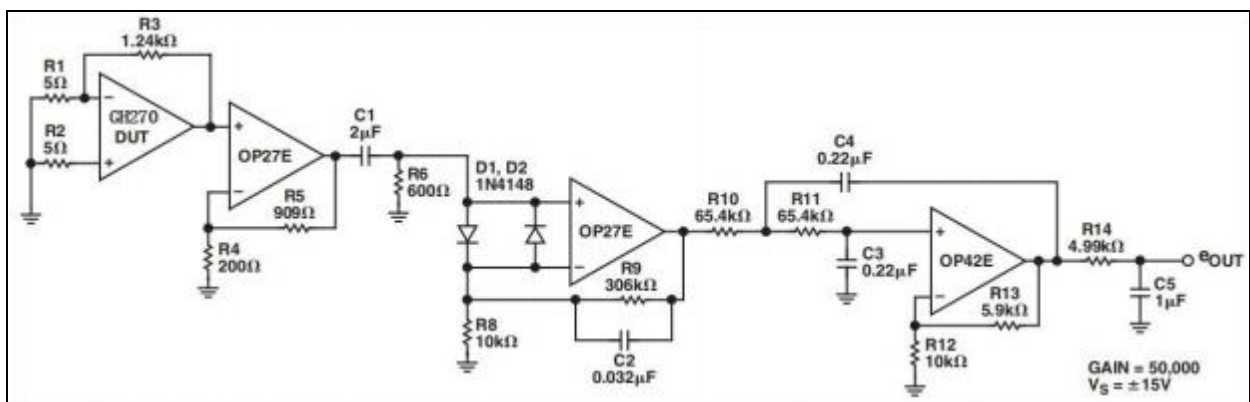 R3
1.24kΩ
R1
5Ω
GH270
DUT
R2
5Ω
OP27E
C1
2μF
R5
909Ω
R4
200Ω
R6
600Ω
D1, D2
1N4148
OP27E
R9
306kΩ
R8
10kΩ
C2
0.032μF
R10
65.4kΩ
R11
65.4kΩ
C4
0.22μF
C3
0.22μF
OP42E
R13
5.9kΩ
R12
10kΩ
R14
4.99kΩ
eOUT
C5
1μF
GAIN = 50,000
VS = ±15V